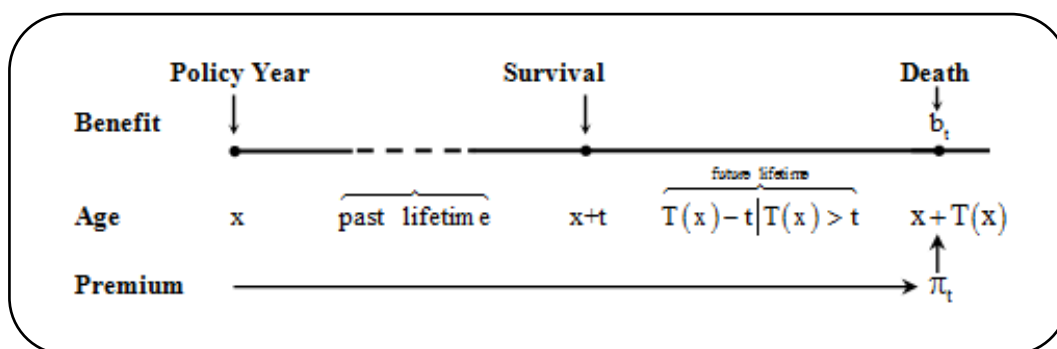 Policy Year Survival Death
Benefit b_t
future lifetime
Age x past lifetime x+t T(x)−t|T(x)>t x+T(x)
Premium π_t